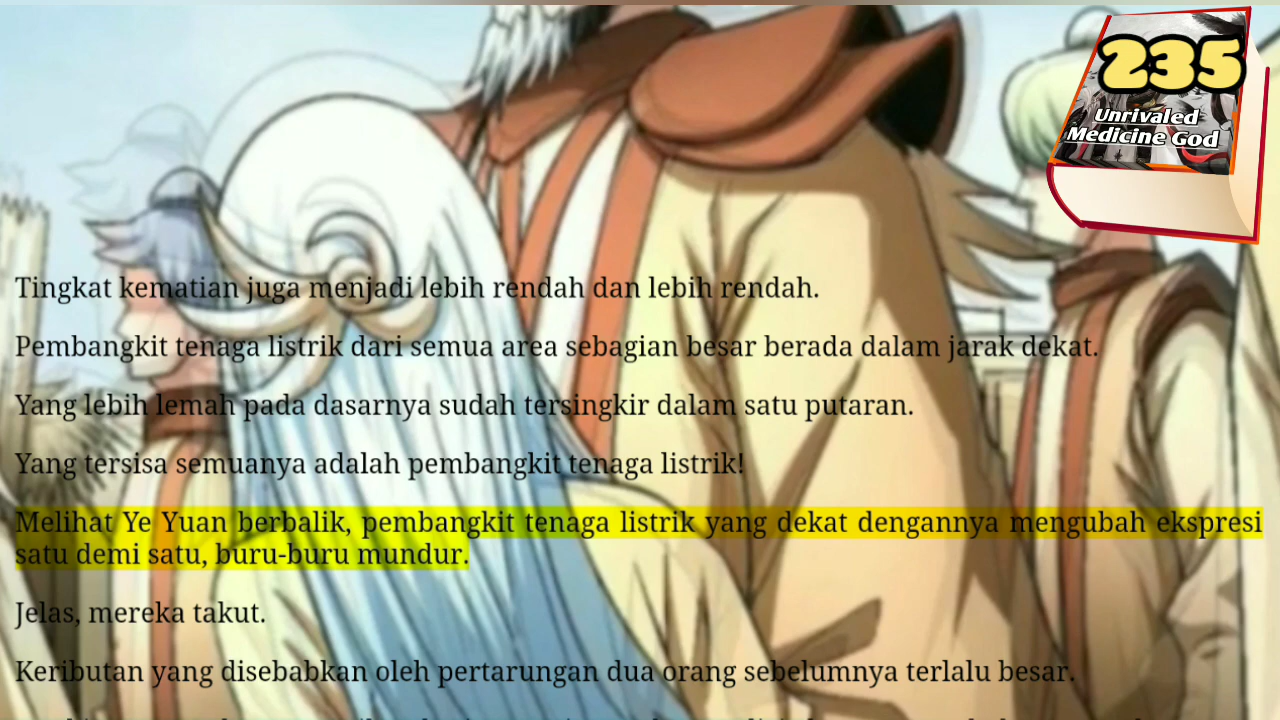 235
Unrivaled
Medicine God
Tingkat kematian juga menjadi lebih rendah dan lebih rendah.
Pembangkit tenaga listrik dari semua area sebagian besar berada dalam jarak dekat.
Yang lebih lemah pada dasarnya sudah tersingkir dalam satu putaran.
Yang tersisa semuanya adalah pembangkit tenaga listrik!
Melihat Ye Yuan berbalik, pembangkit tenaga listrik yang dekat dengannya mengubah ekspresi
satu demi satu, buru-buru mundur.
Jelas, mereka takut.
Keributan yang disebabkan oleh pertarungan dua orang sebelumnya terlalu besar.